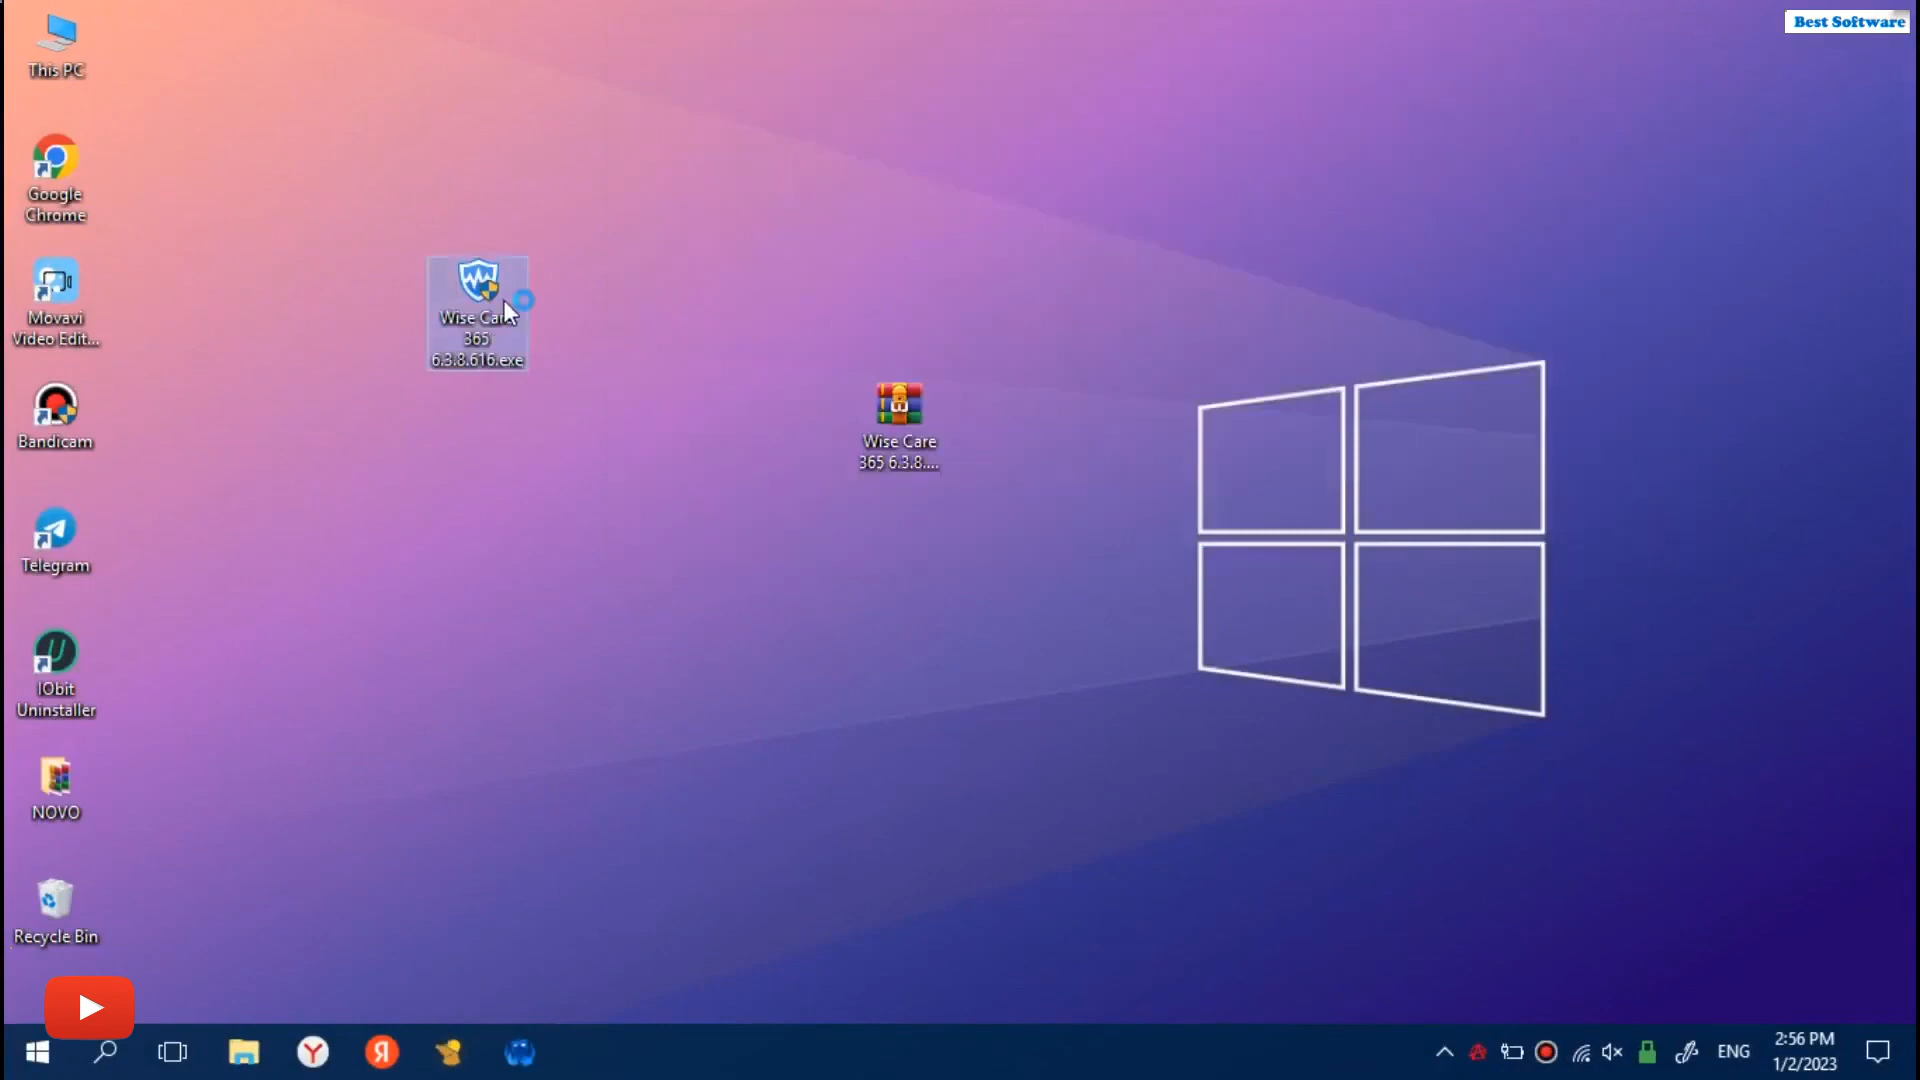 Best Software
This PC
Google
Chrome
Movavi
Video Edit...
Bandicam
Telegram
IObit
Uninstaller
NOVO
Recycle Bin
Wise Care
365
6.3.8.616.exe
Wise Care
365 6.3.8....
ENG
2:56 PM
1/2/2023